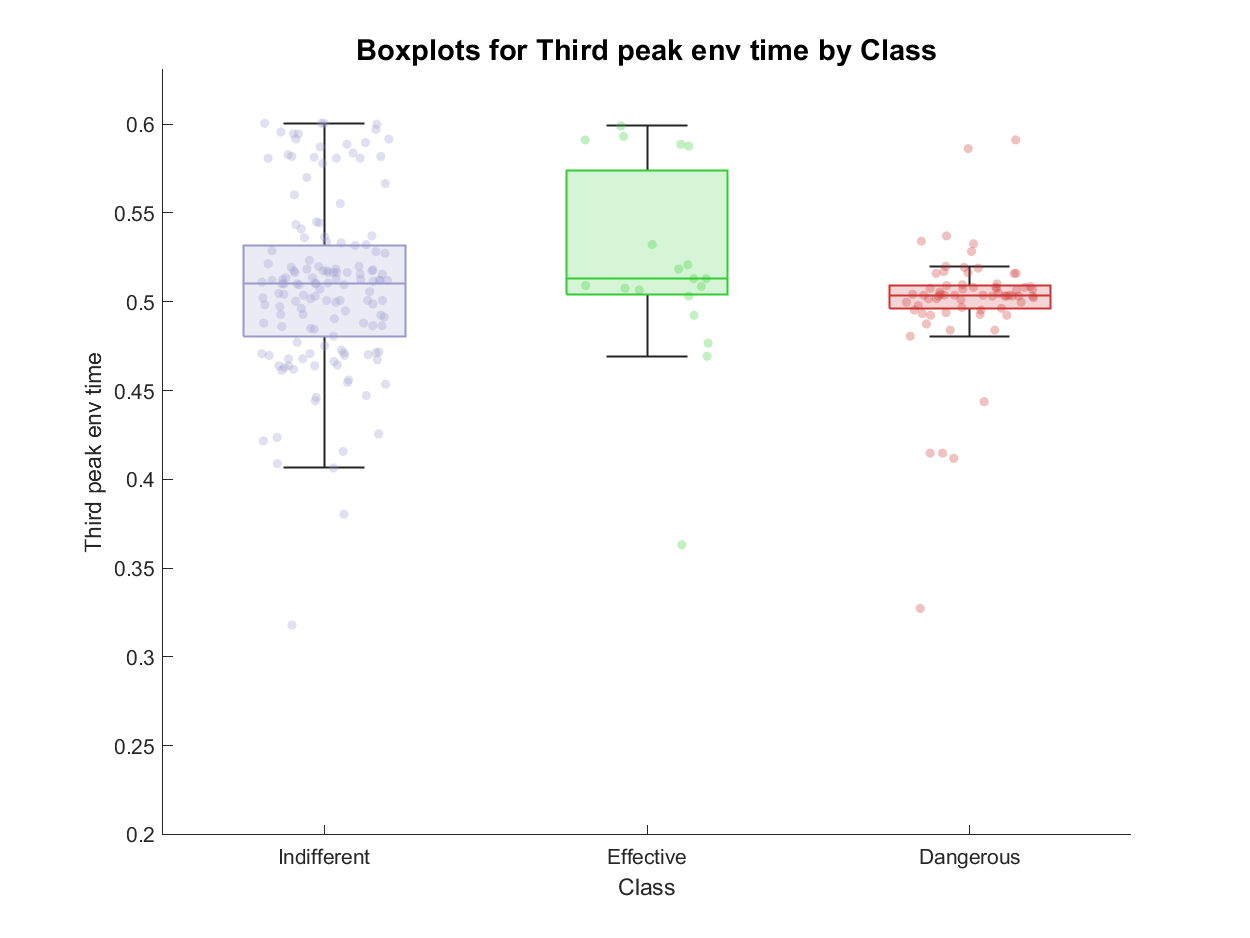 Boxplots for Third peak env time by Class
0.6
0.55
0.5
0.45
0.4
0.35
0.3
0.25
0.2
Third peak env time
Indifferent
Effective
Dangerous
Class